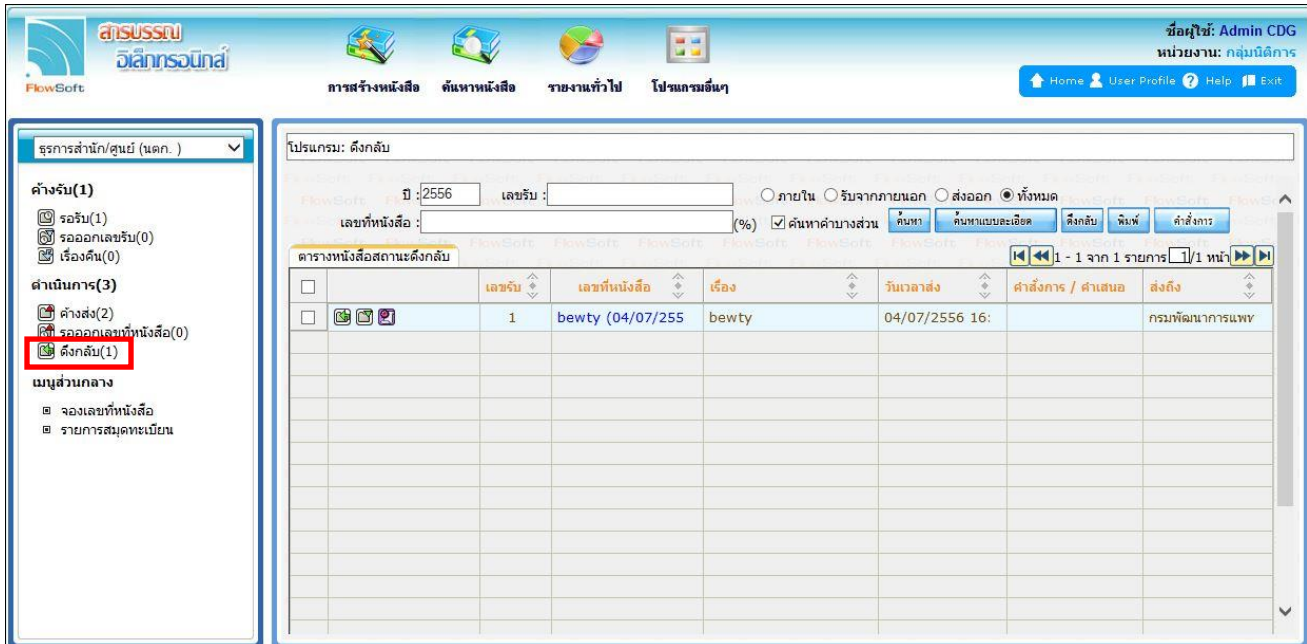 สารบรรณ
อิเล็กทรอนิกส์
FlowSoft
การสร้างหนังสือ ค้นหาหนังสือ รายงานทั่วไป โปรแกรมอื่นๆ
ชื่อผู้ใช้: Admin CDG
หน่วยงาน: กลุ่มนิติการ
Home User Profile Help Exit
ธุรการสำนัก/ศูนย์ (นตก. )
ค้างรับ(1)
รอรับ(1)
รอออกเลขรับ(0)
เรื่องคืน(0)
ดำเนินการ(3)
ค้างส่ง(2)
รอออกเลขที่หนังสือ(0)
ดึงกลับ(1)
เมนูส่วนกลาง
จองเลขที่หนังสือ
รายการสมุดทะเบียน
โปรแกรม: ดึงกลับ
ปี :2556 เลขรับ : ภายใน รับจากภายนอก ส่งออก ทั้งหมด
เลขที่หนังสือ : (%) ค้นหาคำบางส่วน ค้นหา ค้นหาแบบละเอียด ดึงกลับ พิมพ์ คำสั่งการ
ตารางหนังสือสถานะดึงกลับ 1 - 1 จาก 1 รายการ 1/1 หน้า
เลขรับ เลขที่หนังสือ เรื่อง วันเวลาส่ง คำสั่งการ / คำเสนอ ส่งถึง
1 bewty (04/07/255 bewty 04/07/2556 16: กรมพัฒนาการแพท